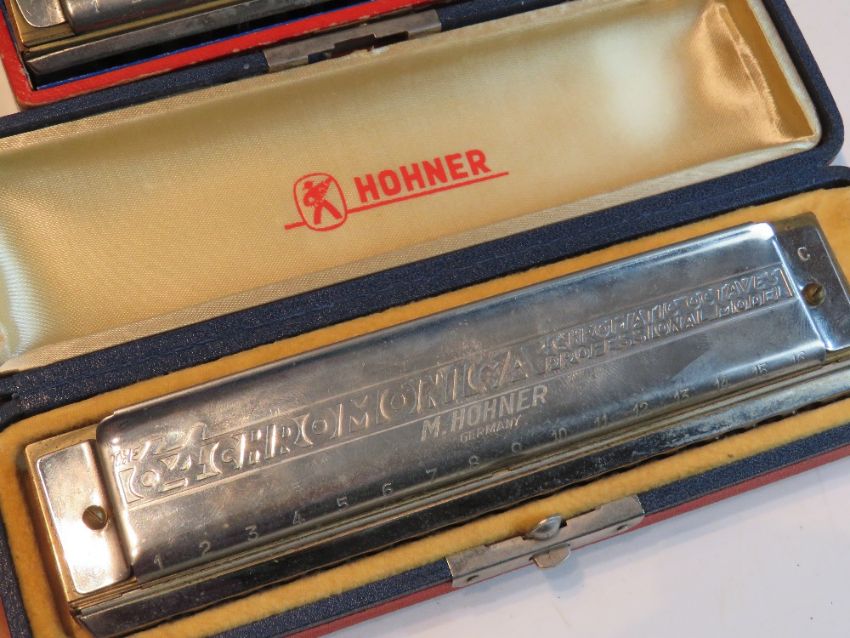 HOHNER
C
THE 64 CHROMONICA 4 CHROMATIC OCTAVES
PROFESSIONAL MODEL
M. HOHNER
GERMANY
1 2 3 4 5 6 7 8 9 10 11 12 13 14 15 16